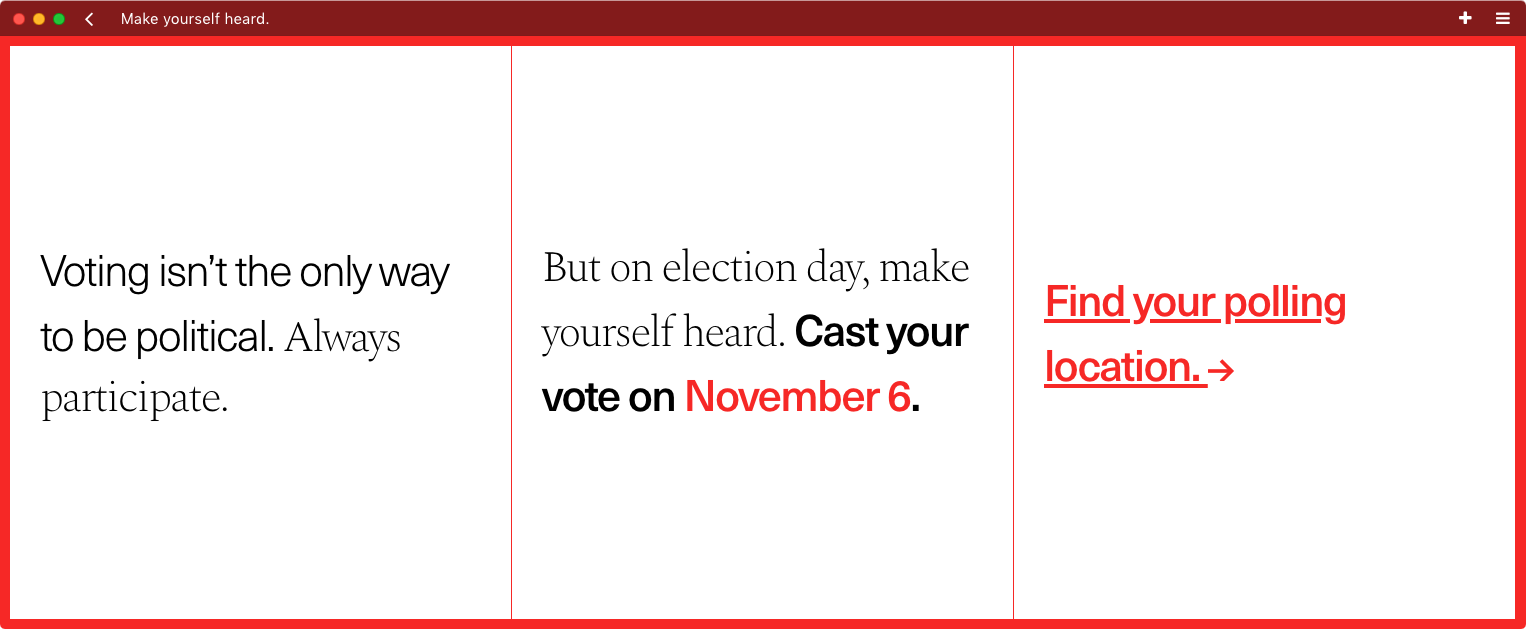 Make yourself heard.
Voting isn’t the only way
to be political. Always
participate.
But on election day, make
yourself heard. Cast your
vote on November 6.
Find your polling
location. →